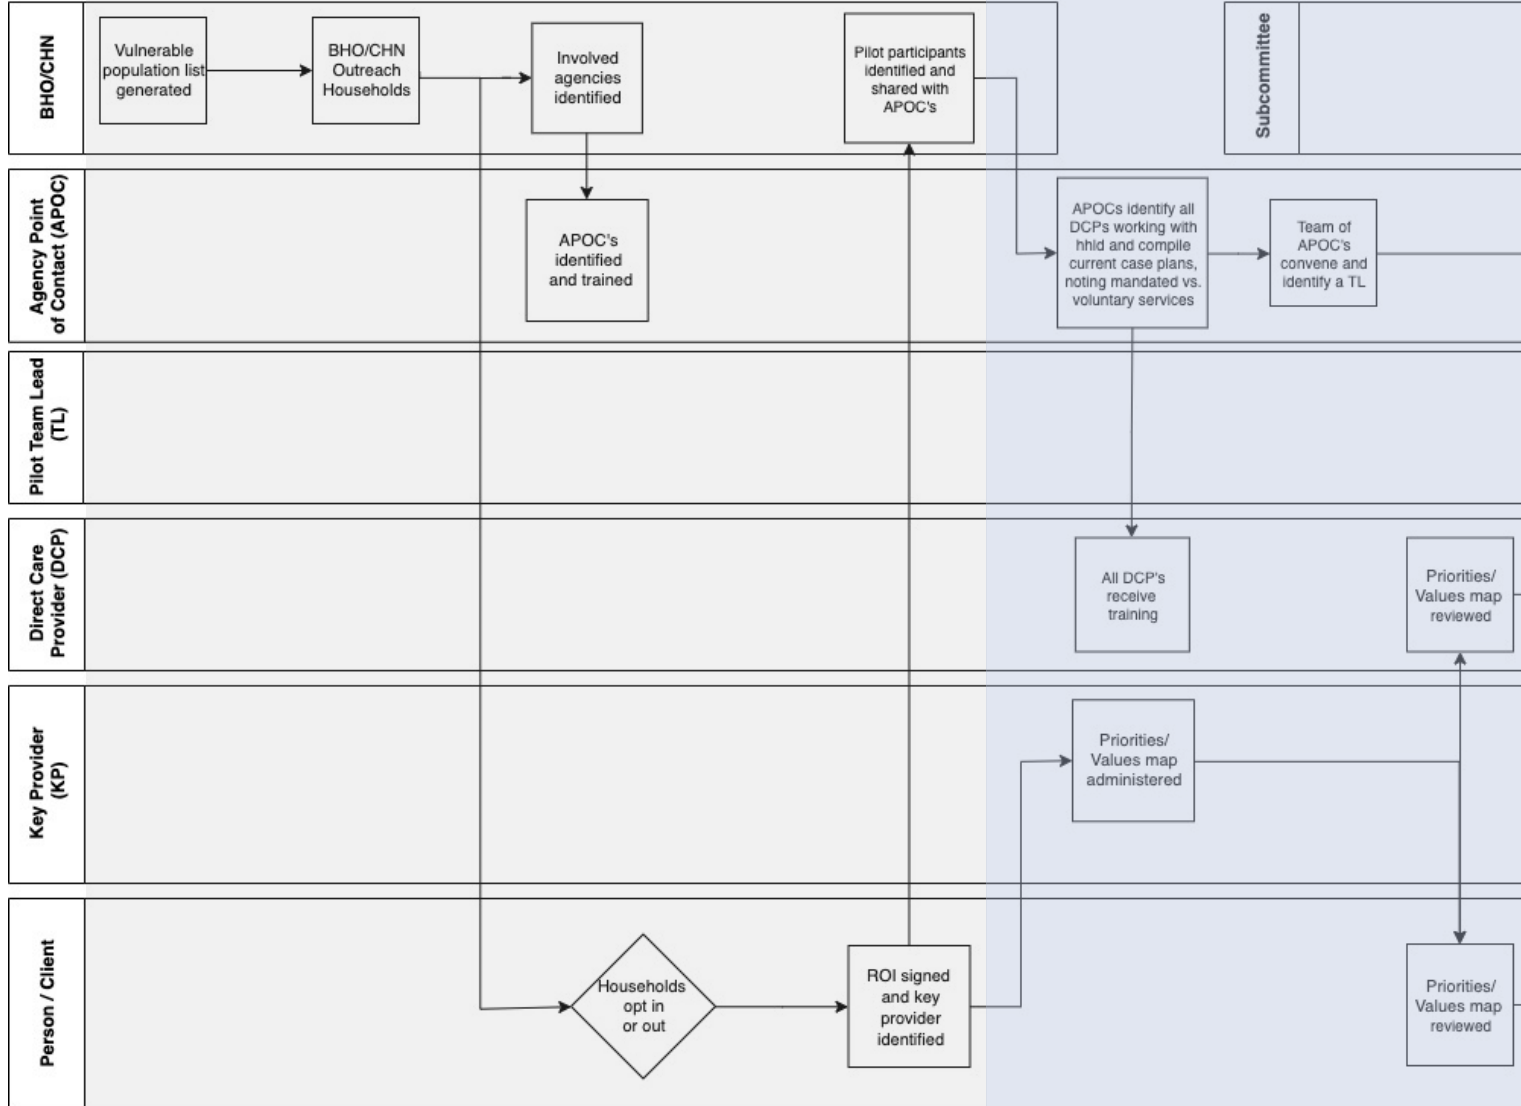 BHO/CHN
Vulnerable
population list
generated
BHO/CHN
Outreach
Households
Involved
agencies
identified
Pilot participants
identified and
shared with
APOC's
Subcommittee
Agency Point
of Contact (APOC)
APOC's
identified
and trained
APOCs identify all
DCPs working with
hhld and compile
current case plans,
noting mandated vs.
voluntary services
Team of
APOC's
convene and
identify a TL
Pilot Team Lead
(TL)
Direct Care
Provider (DCP)
All DCP's
receive
training
Priorities/
Values map
reviewed
Key Provider
(KP)
Priorities/
Values map
administered
Person / Client
Households
opt in
or out
ROI signed
and key
provider
identified
Priorities/
Values map
reviewed